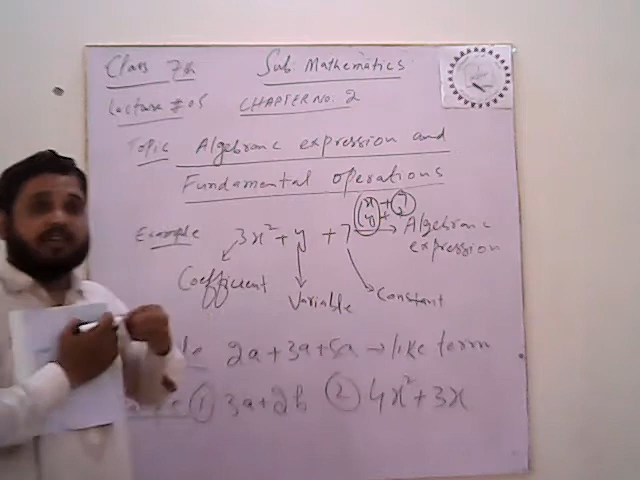 Class 7th Sub: Mathematics
Lecture #05 CHAPTER NO: 2
Topic Algebraic expression and
Fundamental operations
Example 3x² + y + 7 → Algebraic expression
x
y
+ 7
Coefficient Variable Constant
2a + 3a + 5a → like term
① 3a + 2b ② 4x² + 3x